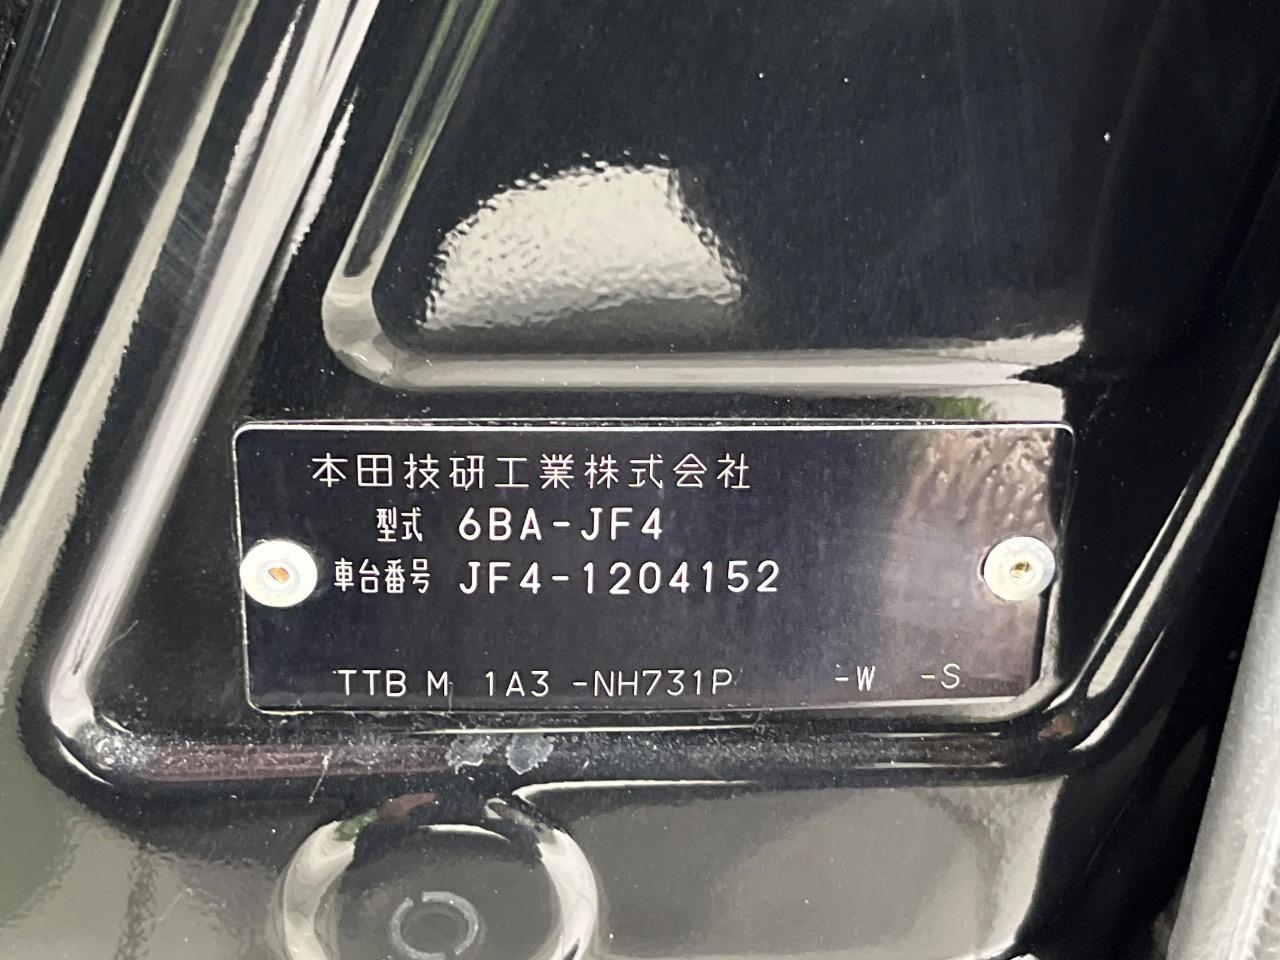 本田技研工業株式会社
型式 6BA-JF4
車台番号 JF4-1204152
TTB M 1A3 -NH731P -W -S